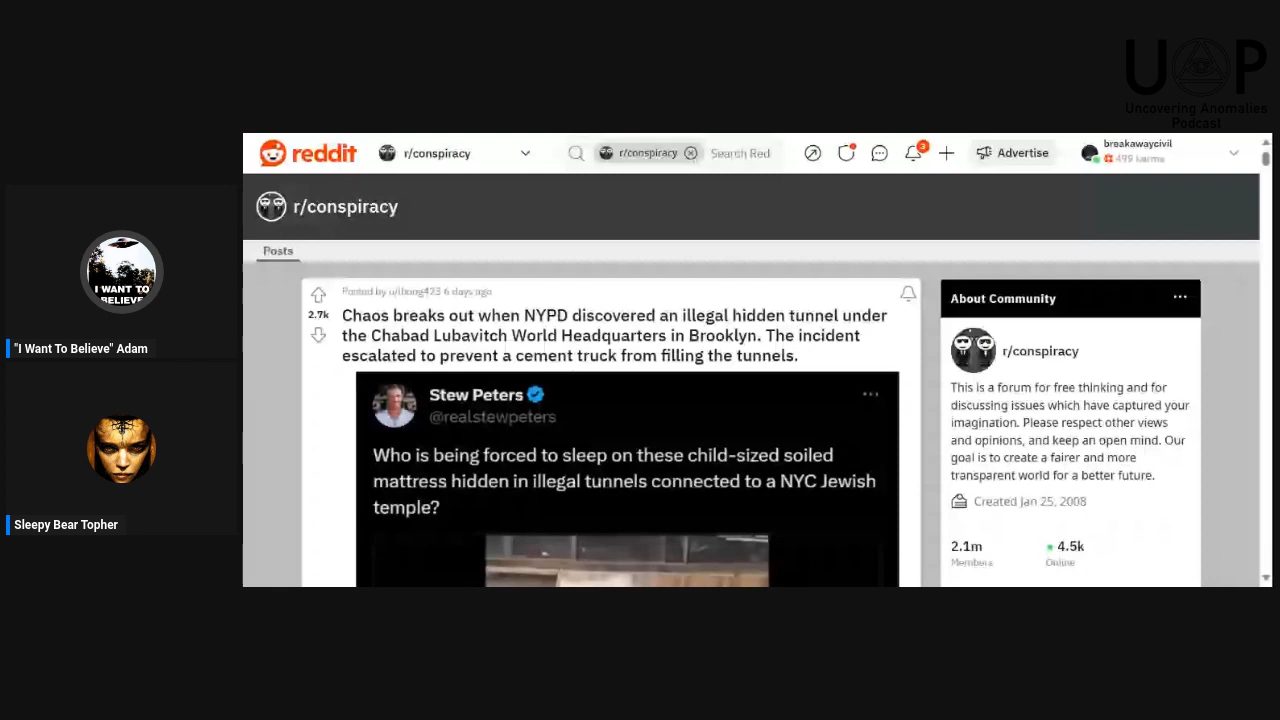 UOP
Uncovering Anomalies
Podcast
reddit
r/conspiracy
r/conspiracy
Search Red
3
Advertise
breakawaycivil
499 karma
r/conspiracy
Posts
2.7k
6 days ago
Chaos breaks out when NYPD discovered an illegal hidden tunnel under
the Chabad Lubavitch World Headquarters in Brooklyn. The incident
escalated to prevent a cement truck from filling the tunnels.
Stew Peters
@realstewpeters
Who is being forced to sleep on these child-sized soiled
mattress hidden in illegal tunnels connected to a NYC Jewish
temple?
About Community
r/conspiracy
This is a forum for free thinking and for
discussing issues which have captured your
imagination. Please respect other views
and opinions, and keep an open mind. Our
goal is to create a fairer and more
transparent world for a better future.
Created Jan 25, 2008
2.1m
4.5k
Members
Online
I WANT TO
BELIEVE
"I Want To Believe" Adam
Sleepy Bear Topher